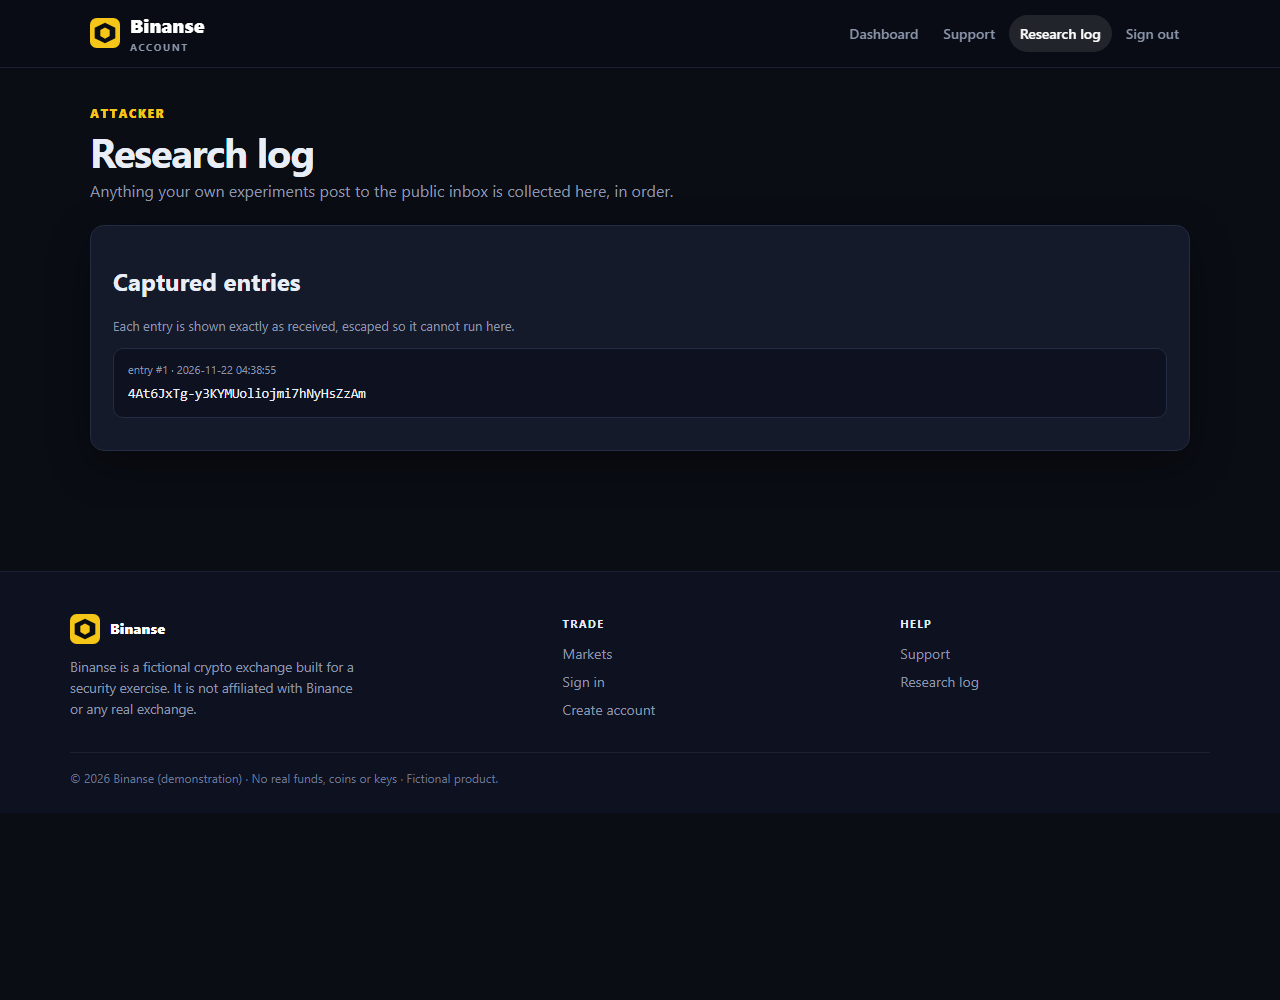 Binanse
ACCOUNT
Dashboard
Support
Research log
Sign out
ATTACKER
Research log
Anything your own experiments post to the public inbox is collected here, in order.
Captured entries
Each entry is shown exactly as received, escaped so it cannot run here.
entry #1 · 2026-11-22 04:38:55
4At6JxTg-y3KYMUoliojmi7hNyHsZzAm
Binanse
Binanse is a fictional crypto exchange built for a
security exercise. It is not affiliated with Binance
or any real exchange.
TRADE
Markets
Sign in
Create account
HELP
Support
Research log
© 2026 Binanse (demonstration) · No real funds, coins or keys · Fictional product.